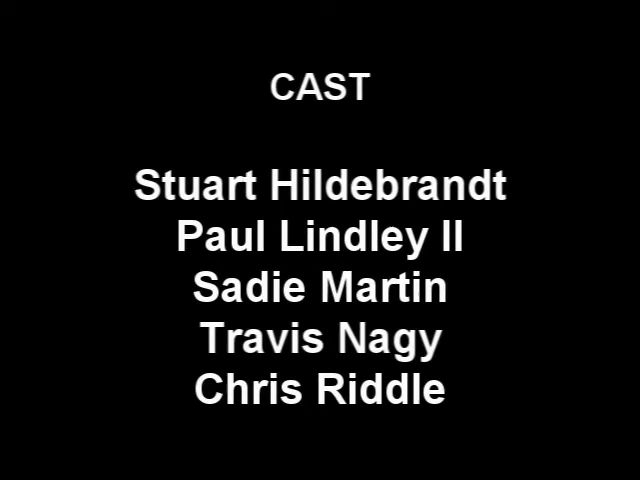 CAST
Stuart Hildebrandt
Paul Lindley II
Sadie Martin
Travis Nagy
Chris Riddle